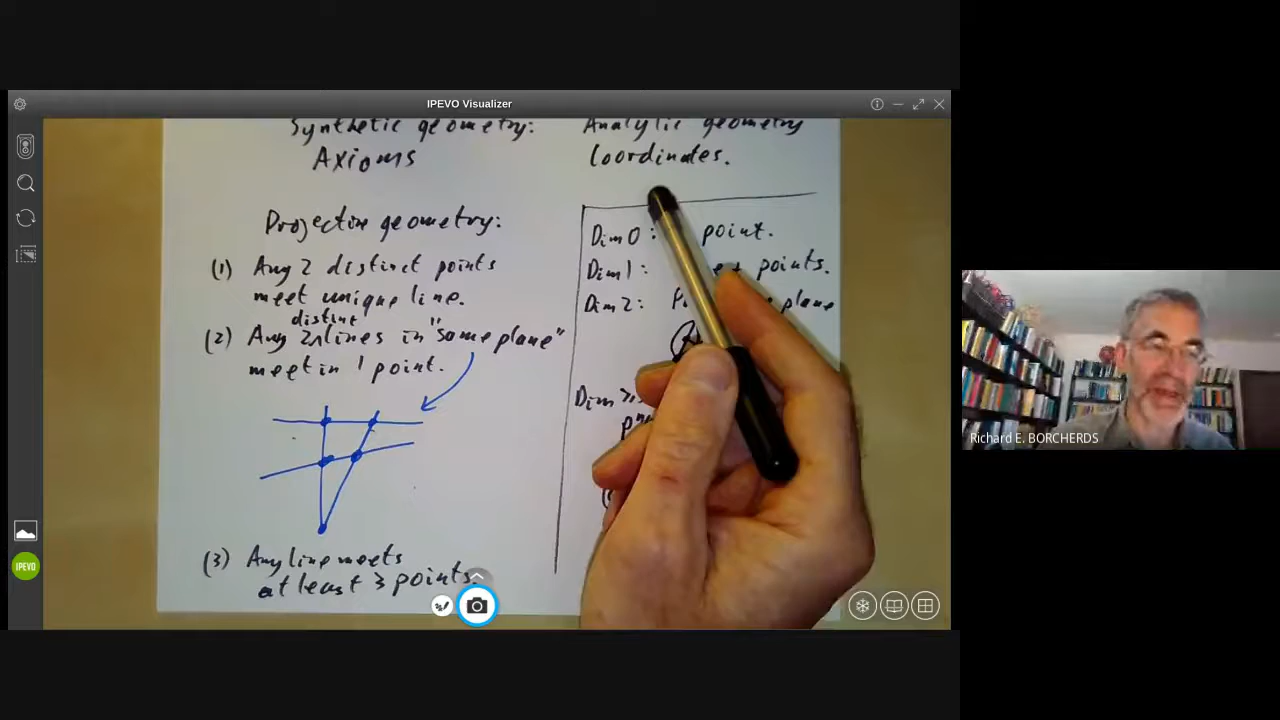 IPEVO Visualizer
Synthetic geometry:
Axioms
Analytic geometry
Coordinates.
Projective geometry:
(1) Any 2 distinct points
meet unique line.
distinct
(2) Any 2 lines in "same plane"
meet in 1 point.
(3) Any line meets
at least 3 points.
Dim 0: point.
Dim 1: points.
Dim 2: plane
Dim
IPEVO
Richard E. BORCHERDS